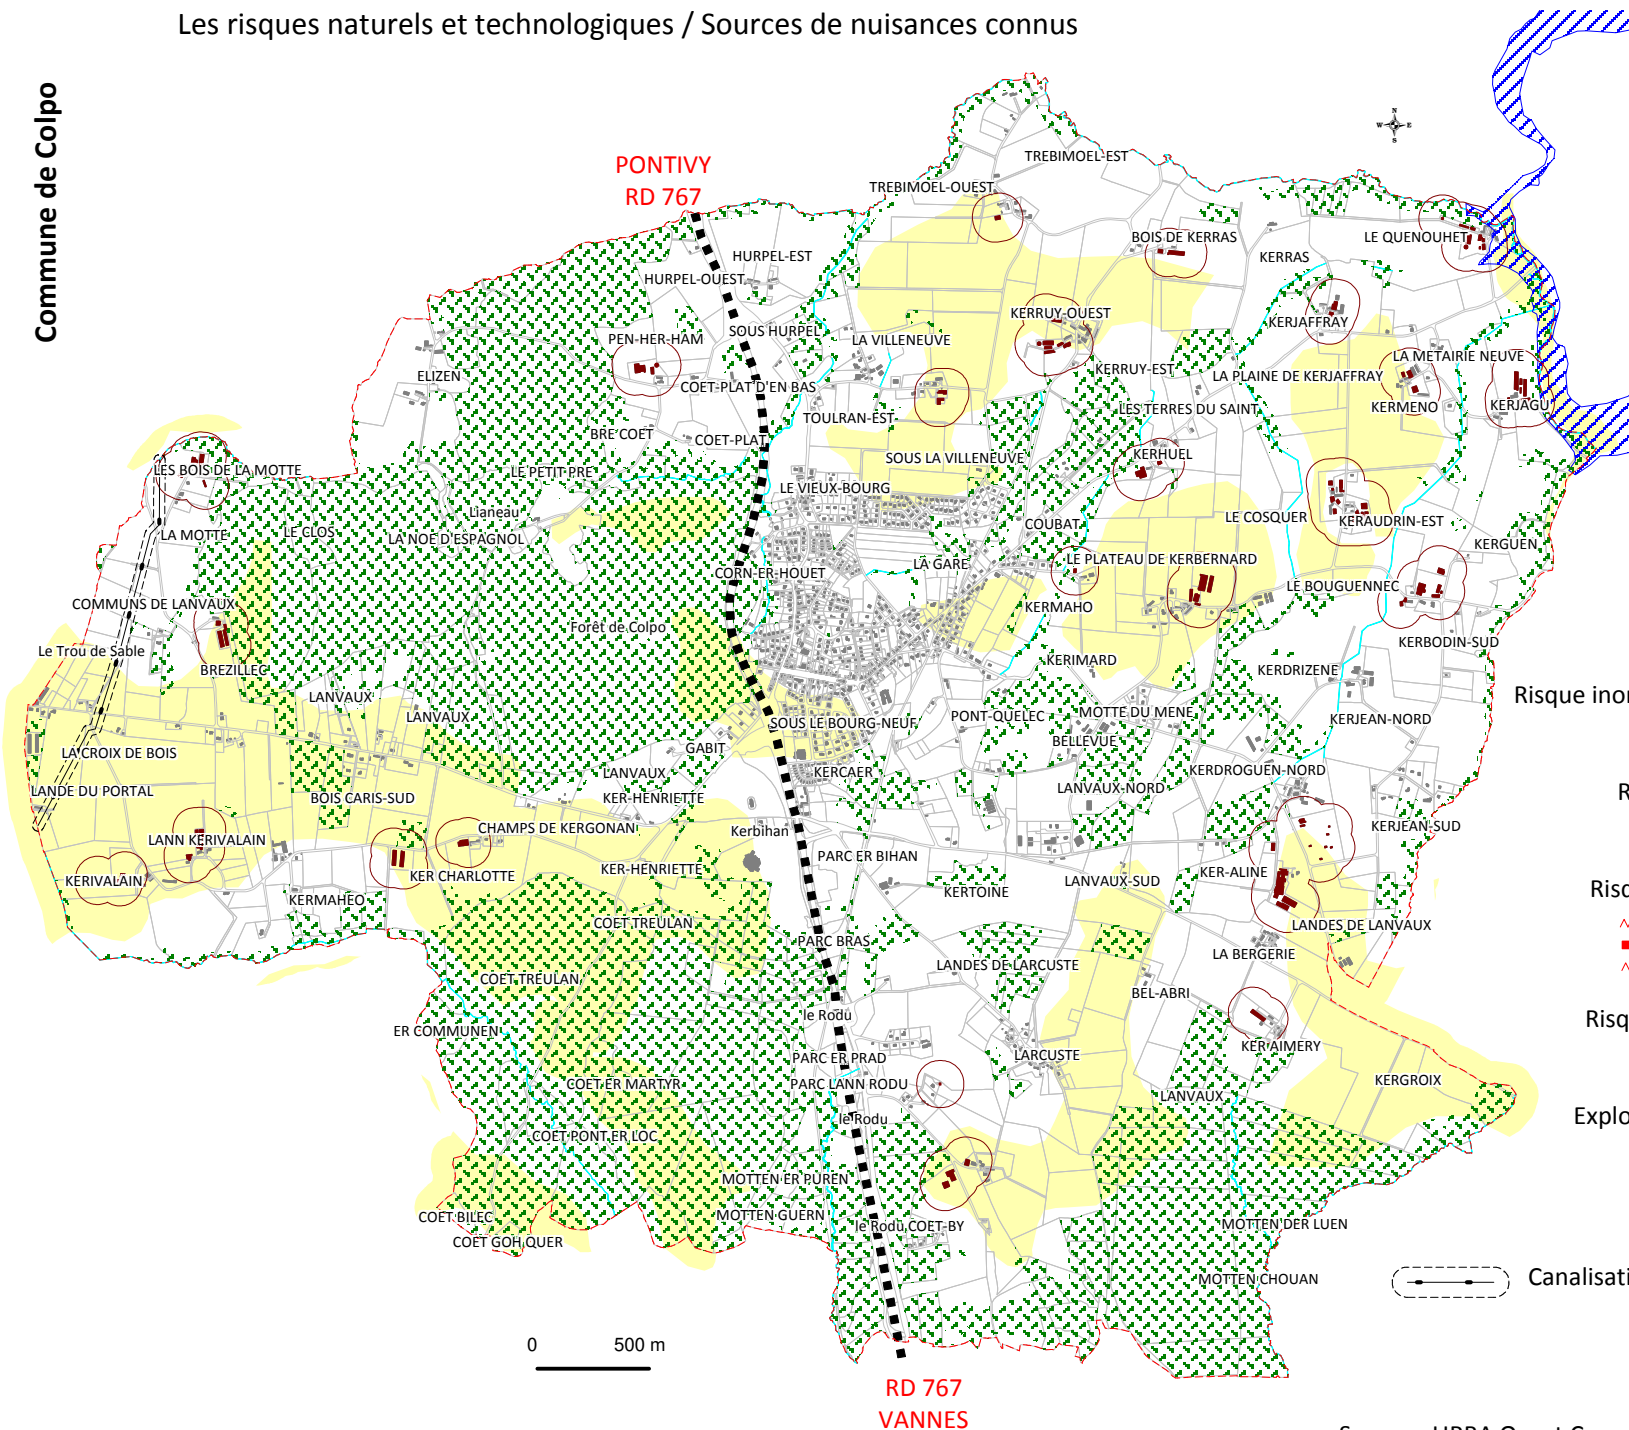 Les risques naturels et technologiques / Sources de nuisances connus
Commune de Colpo
N
W E
S
PONTIVY
RD 767
TREBIMOEL-EST
TREBIMOEL-OUEST
BOIS DE KERRAS
LE QUENOUHET
HURPEL-EST
KERRAS
HURPEL-OUEST
KERRUY-OUEST
KERJAFFRAY
SOUS HURPEL
PEN-HER-HAM
LA VILLENEUVE
LA METAIRIE NEUVE
KERRUY-EST
ELIZEN
LA PLAINE DE KERJAFFRAY
COET-PLAT D'EN BAS
KERMENO
KERJAGU
LES TERRES DU SAINT
TOULRAN-EST
BRE COET
COET-PLAT
KERHUEL
SOUS LA VILLENEUVE
LES BOIS DE LA MOTTE
LE PETIT PRE
LE VIEUX-BOURG
Lianeau
LE COSQUER
KERAUDRIN-EST
COUBAT
LE CLOS
LA MOTTE
LA NOE D'ESPAGNOL
KERGUEN
LE PLATEAU DE KERBERNARD
LA GARE
CORN-ER-HOUET
LE BOUGUENNEC
COMMUNS DE LANVAUX
KERMAHO
Forêt de Colpo
KERBODIN-SUD
Le Trou de Sable
KERIMARD
BREZILLEC
KERDRIZENE
LANVAUX
Risque inor
LANVAUX
PONT-QUELEC
MOTTE DU MENE
KERJEAN-NORD
SOUS LE BOURG-NEUF
BELLEVUE
GABIT
LA CROIX DE BOIS
LANVAUX
KERCAER
KERDROGUEN-NORD
LANDE DU PORTAL
BOIS CARIS-SUD
KER-HENRIETTE
LANVAUX-NORD
R
CHAMPS DE KERGONAN
Kerbihan
KERJEAN-SUD
LANN KERIVALAIN
PARC ER BIHAN
KER-HENRIETTE
KER-ALINE
KERIVALAIN
KER CHARLOTTE
LANVAUX-SUD
Risq
KERTOINE
KERMAHEO
COET TREULAN
LANDES DE LANVAUX
PARC BRAS
LA BERGERIE
LANDES DE LARCUSTE
COET TREULAN
BEL-ABRI
le Rodu
Risq
ER COMMUNEN
KER AIMERY
PARC ER PRAD
LARCUSTE
COET ER MARTYR
PARC LANN RODU
KERGROIX
LANVAUX
le Rodu
Explo
COET PONT ER LOC
MOTTEN ER PUREN
COET BILEC
MOTTEN GUERN
le Rodu COET-BY
MOTTEN DER LUEN
COET GOH QUER
MOTTEN CHOUAN
Canalisati
0 500 m
RD 767
VANNES